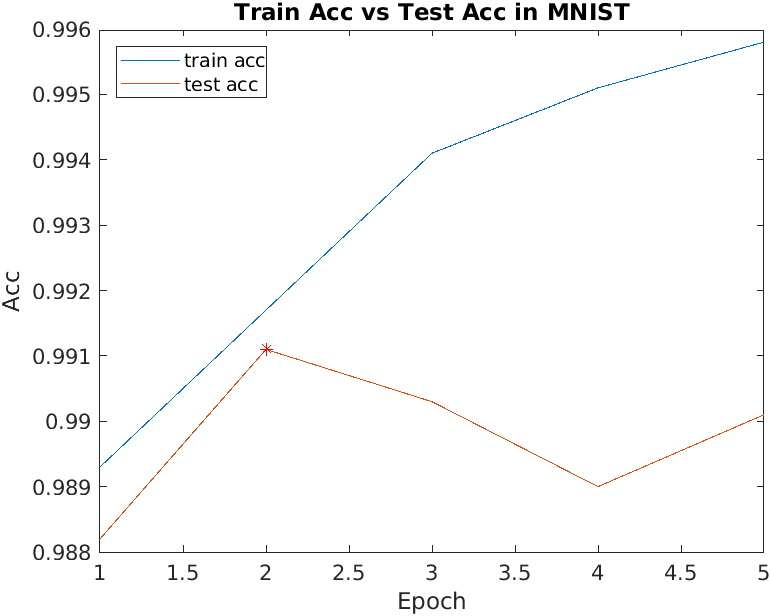 Train Acc vs Test Acc in MNIST
0.996
train acc
test acc
0.995
0.994
0.993
0.992
Acc
0.991
0.99
0.989
0.988
1 1.5 2 2.5 3 3.5 4 4.5 5
Epoch